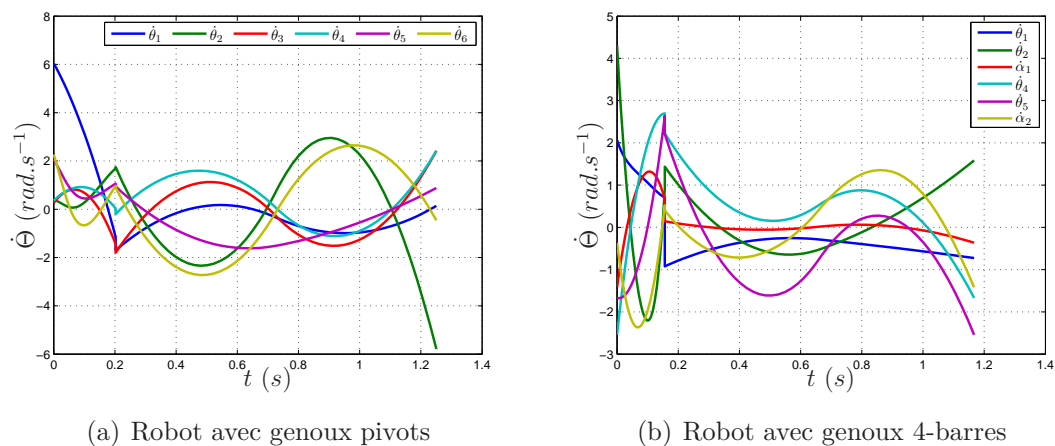 θ̇₁ θ̇₂ θ̇₃ θ̇₄ θ̇₅ θ̇₆
8
6
4
2
0
−2
−4
−6
Θ̇ (rad.s⁻¹)
0 0.2 0.4 0.6 0.8 1 1.2 1.4
t (s)
(a) Robot avec genoux pivots
θ̇₁
θ̇₂
α̇₁
θ̇₄
θ̇₅
α̇₂
5
4
3
2
1
0
−1
−2
−3
Θ̇ (rad.s⁻¹)
0 0.2 0.4 0.6 0.8 1 1.2 1.4
t (s)
(b) Robot avec genoux 4-barres